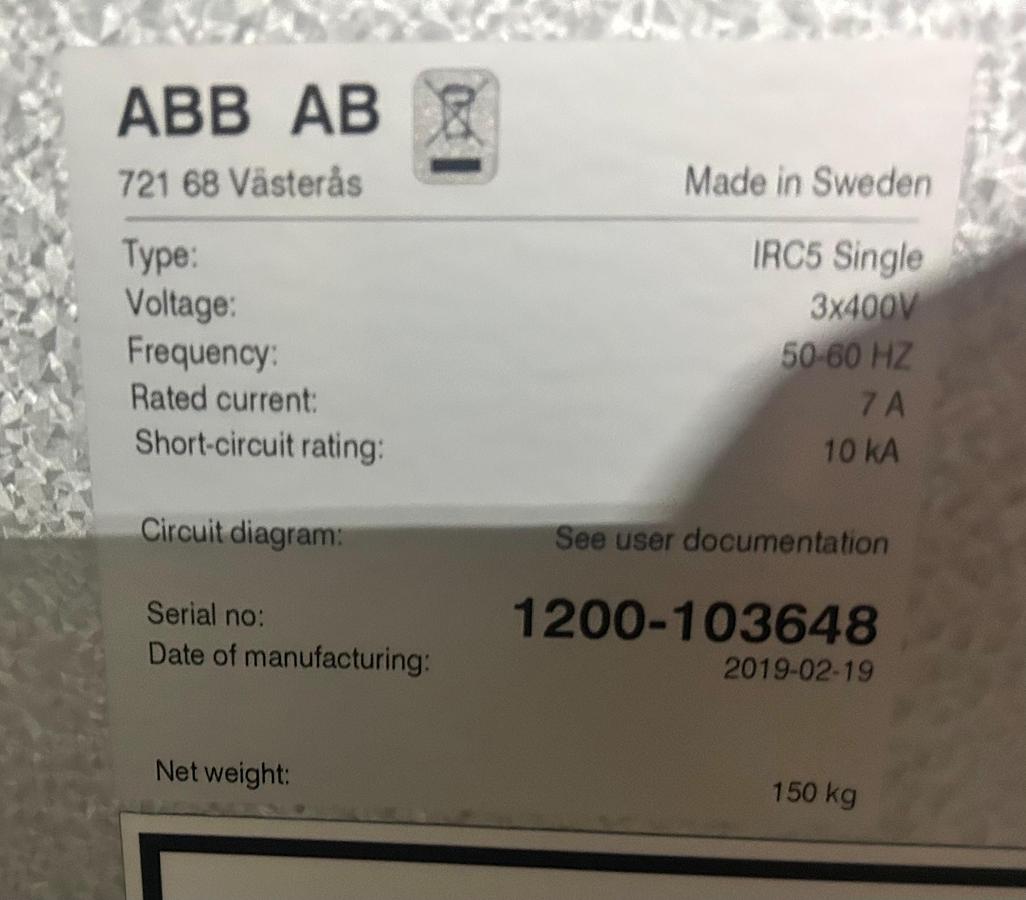 ABB AB
721 68 Västerås Made in Sweden
Type: IRC5 Single
Voltage: 3x400V
Frequency: 50-60 HZ
Rated current: 7 A
Short-circuit rating: 10 kA
Circuit diagram: See user documentation
Serial no: 1200-103648
Date of manufacturing: 2019-02-19
Net weight: 150 kg